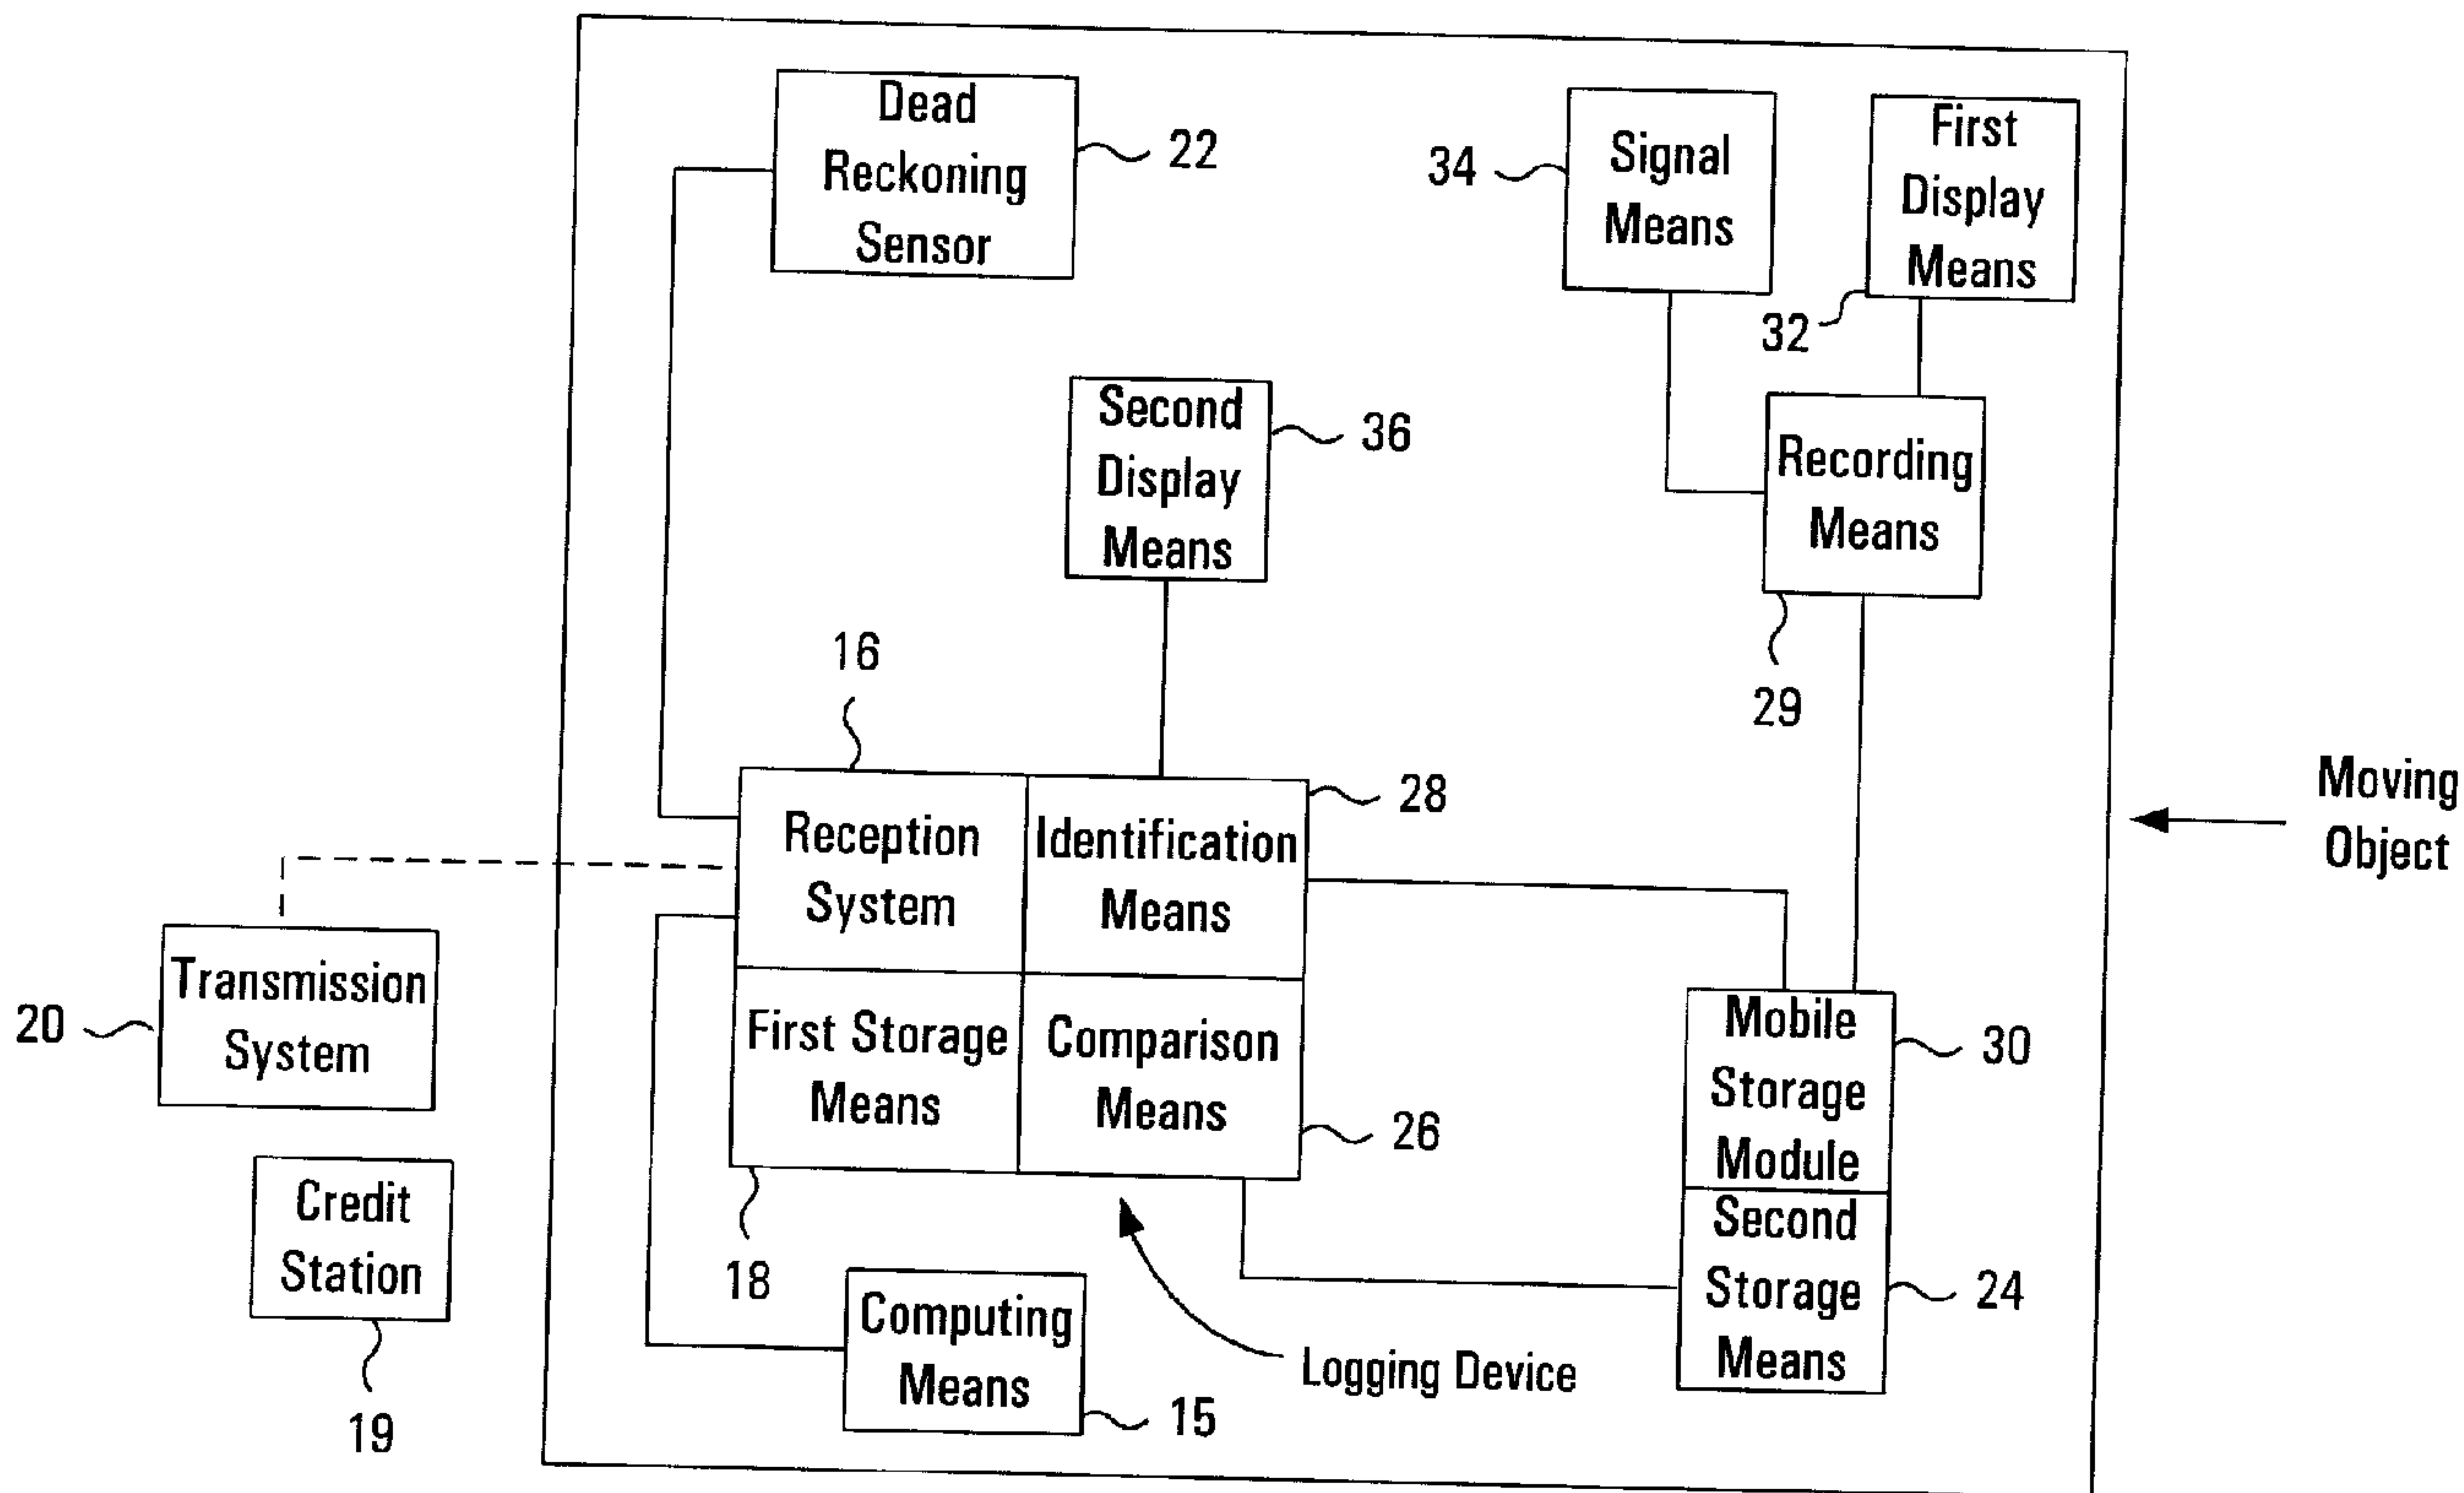 Dead
Reckoning
Sensor
22
34
Signal
Means
First
Display
Means
32
Second
Display
Means
36
Recording
Means
29
16
Reception
System
Identification
Means
28
First Storage
Means
Comparison
Means
26
18
Moving
Object
Transmission
System
20
Credit
Station
19
Mobile
Storage
Module
30
Second
Storage
Means
24
Computing
Means
15
Logging Device